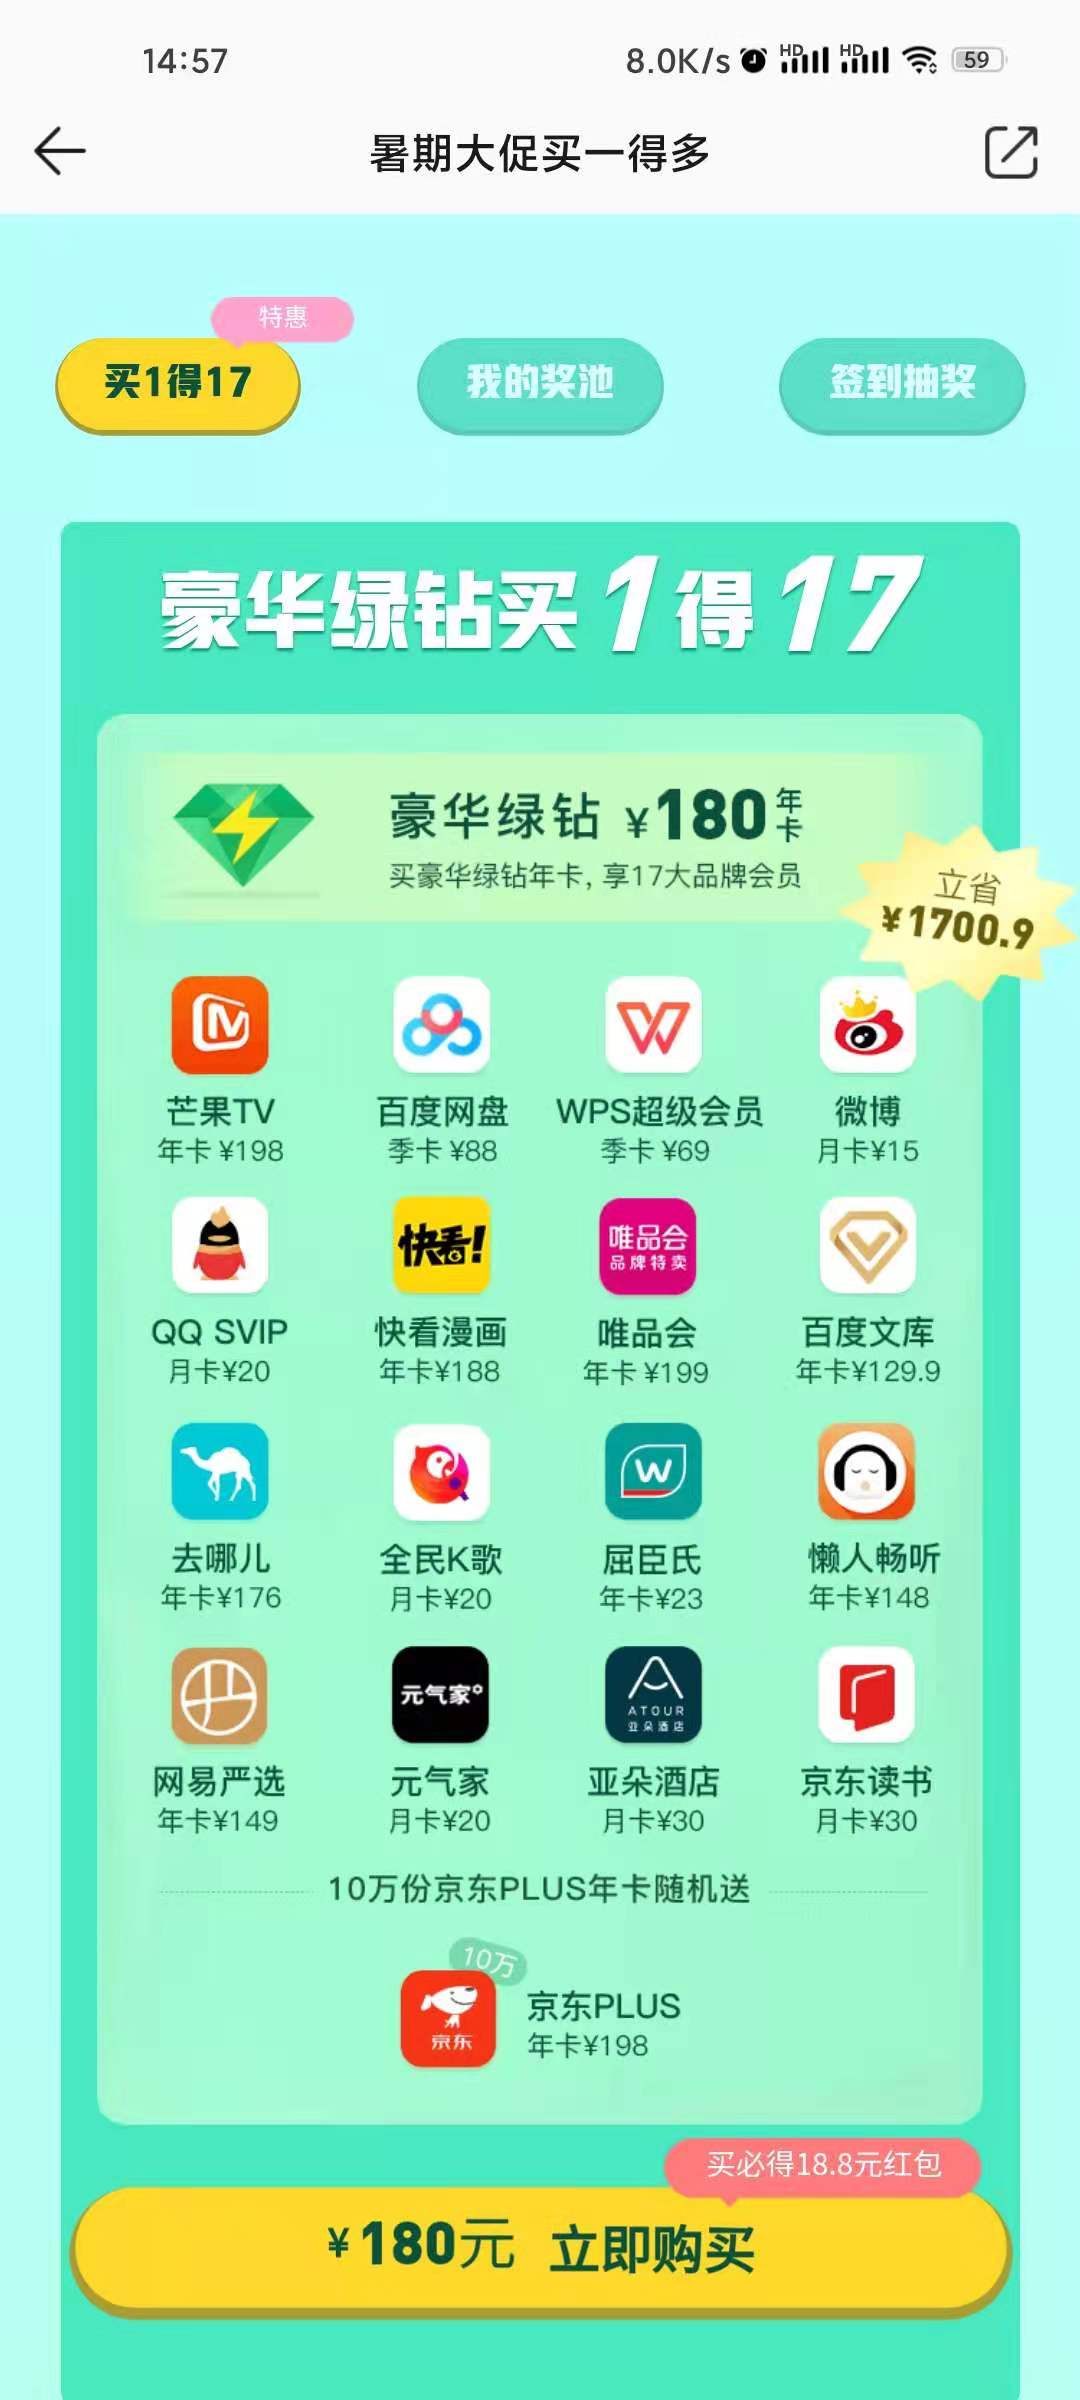 14:57
8.0K/s HD HD 59
暑期大促买一得多
特惠
买1得17
我的奖池
签到抽奖
豪华绿钻买1得17
豪华绿钻 ¥180年卡
买豪华绿钻年卡, 享17大品牌会员
立省
¥1700.9
芒果TV 百度网盘 WPS超级会员 微博
年卡 ¥198 季卡 ¥88 季卡 ¥69 月卡¥15
快看! 唯品会
品牌特卖
QQ SVIP 快看漫画 唯品会 百度文库
月卡¥20 年卡¥188 年卡 ¥199 年卡¥129.9
去哪儿 全民K歌 屈臣氏 懒人畅听
年卡¥176 月卡¥20 年卡¥23 年卡¥148
元气家 ATOUR
亚朵酒店
网易严选 元气家 亚朵酒店 京东读书
年卡¥149 月卡¥20 月卡¥30 月卡¥30
10万份京东PLUS年卡随机送
10万
京东
京东PLUS
年卡¥198
买必得18.8元红包
¥180元 立即购买